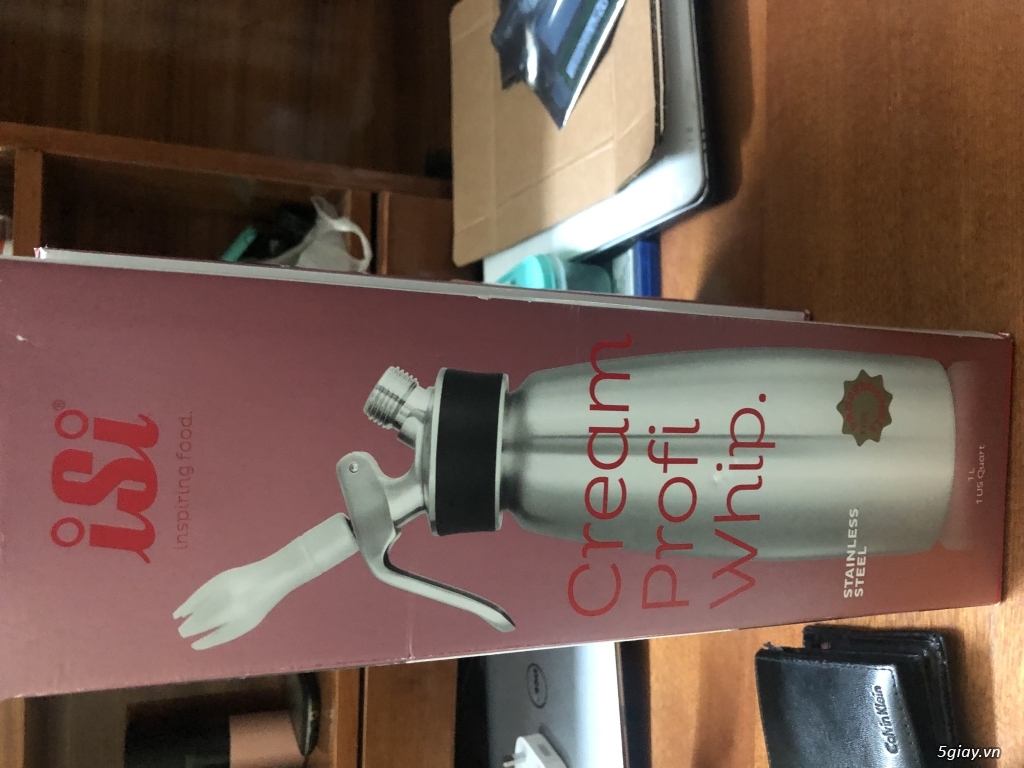 iSi®
inspiring food.
Cream
Profi
Whip.
STAINLESS
STEEL
1 L
1 US Quart
Calvin Klein
5giay.vn